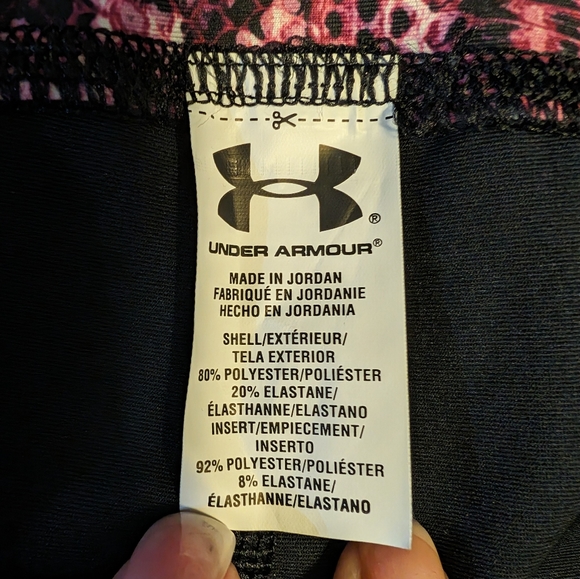 UNDER ARMOUR®
MADE IN JORDAN
FABRIQUÉ EN JORDANIE
HECHO EN JORDANIA
SHELL/EXTÉRIEUR/
TELA EXTERIOR
80% POLYESTER/POLIÉSTER
20% ELASTANE/
ÉLASTHANNE/ELASTANO
INSERT/EMPIECEMENT/
INSERTO
92% POLYESTER/POLIÉSTER
8% ELASTANE/
ÉLASTHANNE/ELASTANO